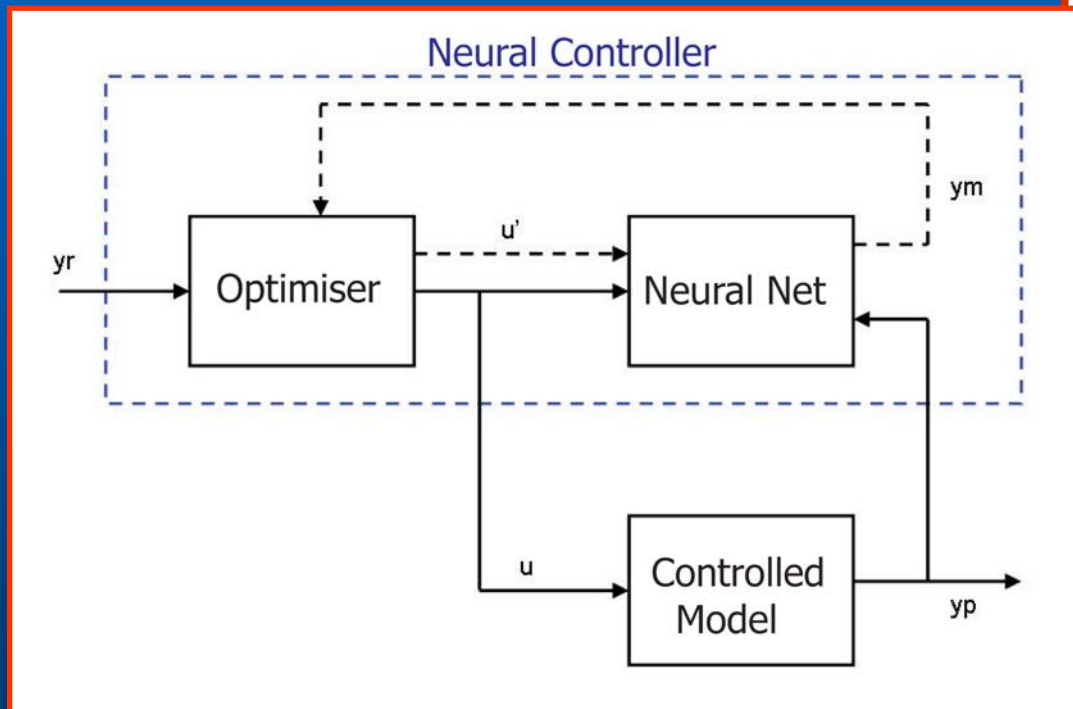 Neural Controller
ym
u'
yr
Optimiser
Neural Net
u
Controlled
Model
yp